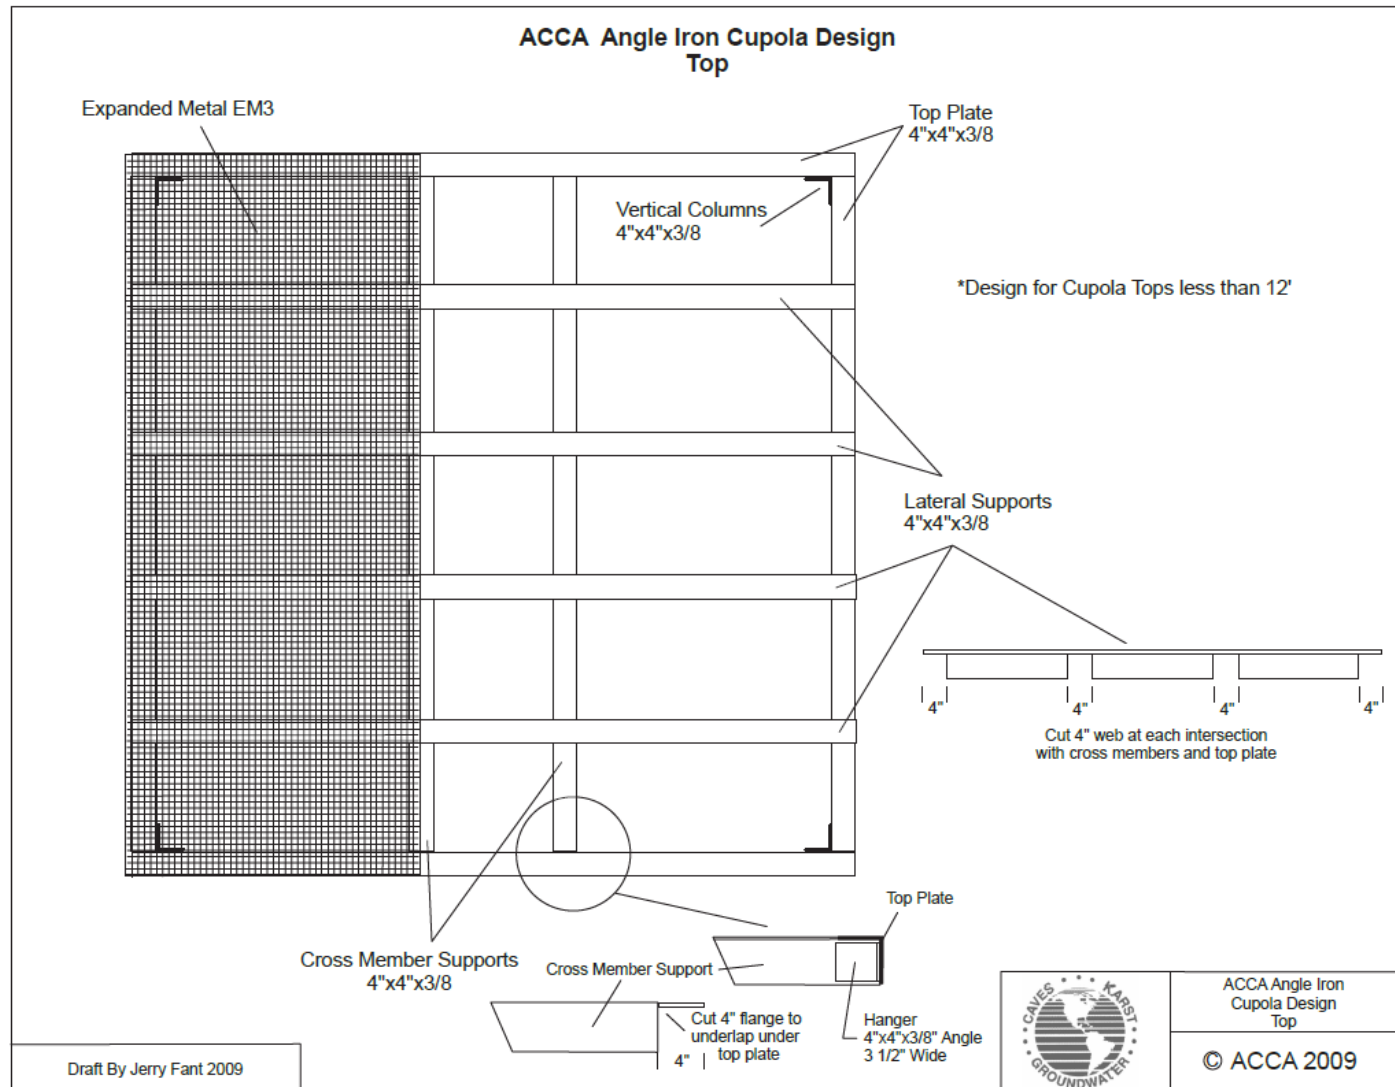 ACCA Angle Iron Cupola Design
Top
Expanded Metal EM3
Top Plate
4"x4"x3/8
Vertical Columns
4"x4"x3/8
*Design for Cupola Tops less than 12'
Lateral Supports
4"x4"x3/8
4"
4"
4"
4"
Cut 4" web at each intersection
with cross members and top plate
Top Plate
Cross Member Supports
4"x4"x3/8
Cross Member Support
Cut 4" flange to
underlap under
top plate
4"
Hanger
4"x4"x3/8" Angle
3 1/2" Wide
CAVES · KARST ·
GROUNDWATER
ACCA Angle Iron
Cupola Design
Top
© ACCA 2009
Draft By Jerry Fant 2009